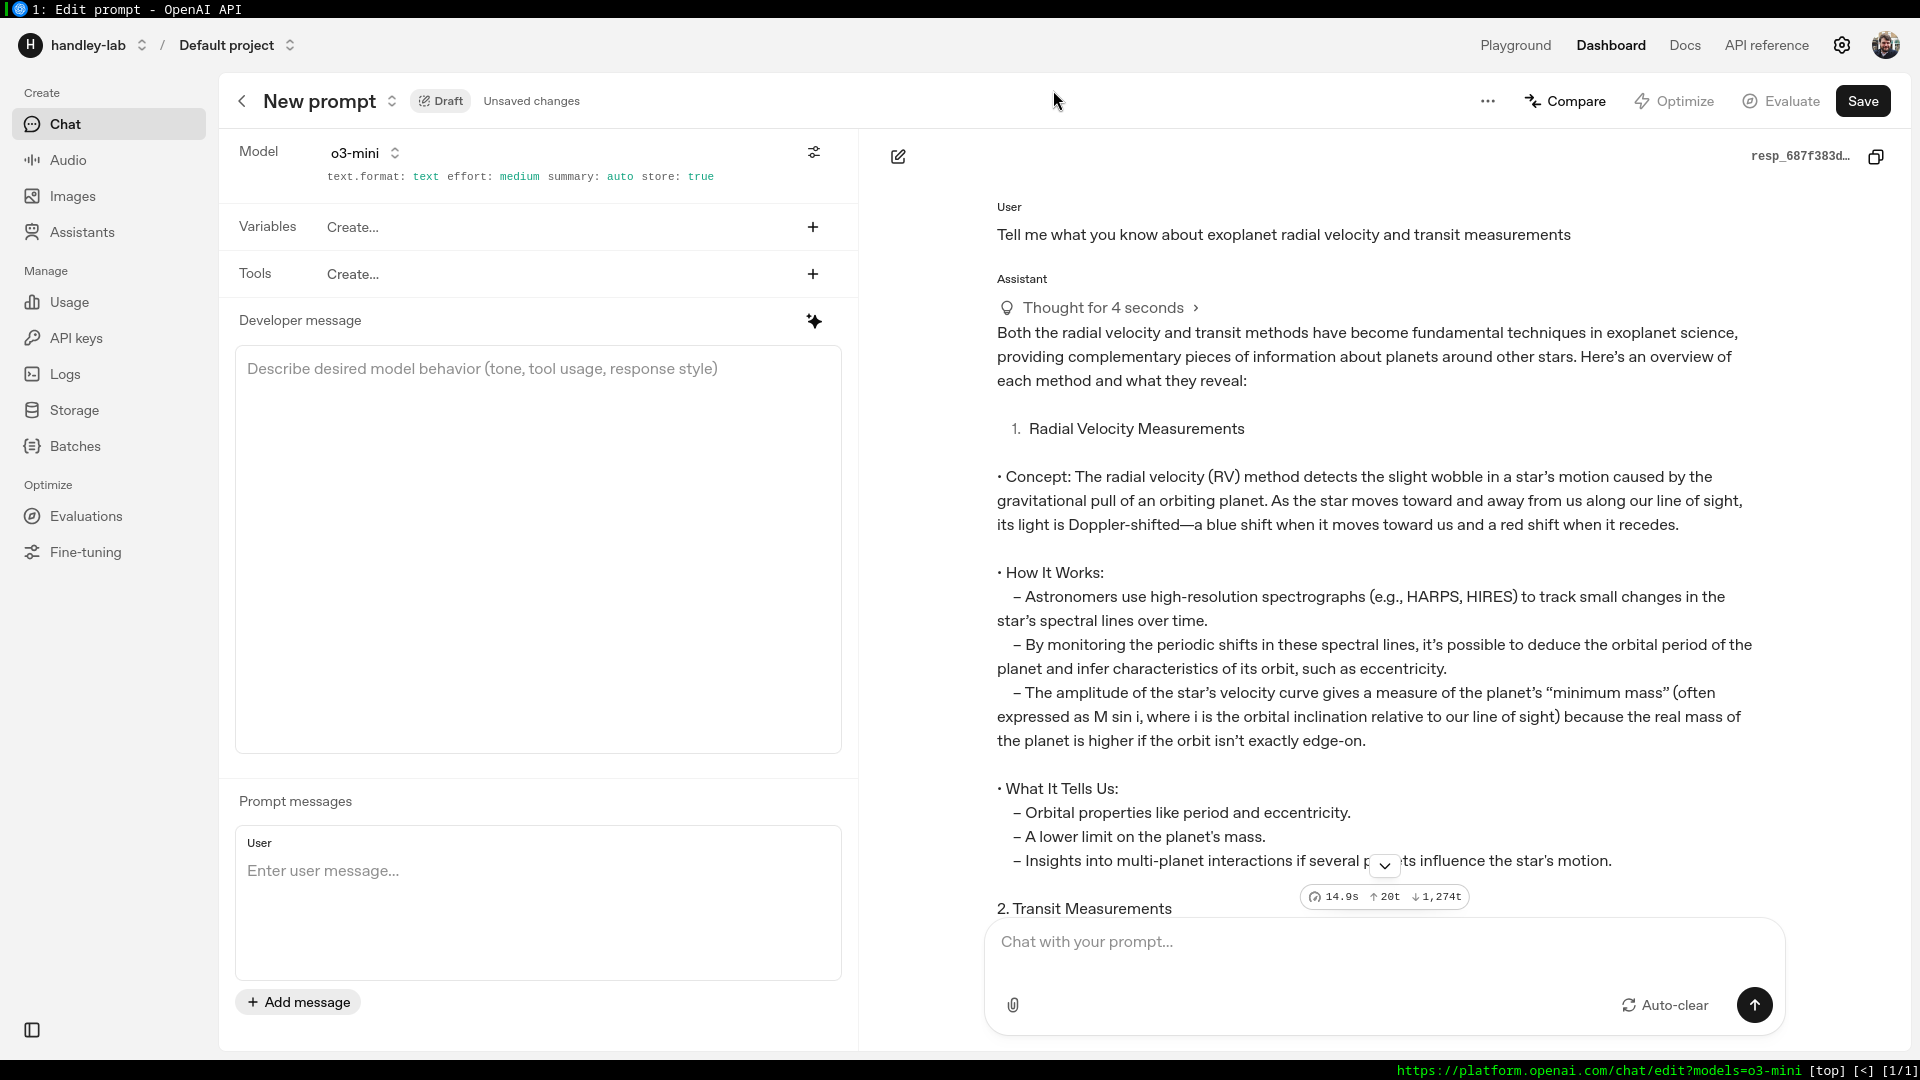 1: Edit prompt - OpenAI API
H handley-lab / Default project
Playground Dashboard Docs API reference
Create
Chat
Audio
Images
Assistants
Manage
Usage
API keys
Logs
Storage
Batches
Optimize
Evaluations
Fine-tuning
New prompt Draft Unsaved changes
Compare Optimize Evaluate Save
Model o3-mini
text.format: text effort: medium summary: auto store: true
Variables Create...
Tools Create...
Developer message
Describe desired model behavior (tone, tool usage, response style)
Prompt messages
User
Enter user message...
Add message
resp_687f383d…
User
Tell me what you know about exoplanet radial velocity and transit measurements
Assistant
Thought for 4 seconds
Both the radial velocity and transit methods have become fundamental techniques in exoplanet science,
providing complementary pieces of information about planets around other stars. Here’s an overview of
each method and what they reveal:
1. Radial Velocity Measurements
• Concept: The radial velocity (RV) method detects the slight wobble in a star’s motion caused by the
gravitational pull of an orbiting planet. As the star moves toward and away from us along our line of sight,
its light is Doppler-shifted—a blue shift when it moves toward us and a red shift when it recedes.
• How It Works:
– Astronomers use high-resolution spectrographs (e.g., HARPS, HIRES) to track small changes in the
star’s spectral lines over time.
– By monitoring the periodic shifts in these spectral lines, it’s possible to deduce the orbital period of the
planet and infer characteristics of its orbit, such as eccentricity.
– The amplitude of the star’s velocity curve gives a measure of the planet’s “minimum mass” (often
expressed as M sin i, where i is the orbital inclination relative to our line of sight) because the real mass of
the planet is higher if the orbit isn’t exactly edge-on.
• What It Tells Us:
– Orbital properties like period and eccentricity.
– A lower limit on the planet's mass.
– Insights into multi-planet interactions if several influence the star's motion.
14.9s ↑20t ↓1,274t
2. Transit Measurements
Chat with your prompt...
Auto-clear
https://platform.openai.com/chat/edit?models=o3-mini [top] [<] [1/1]